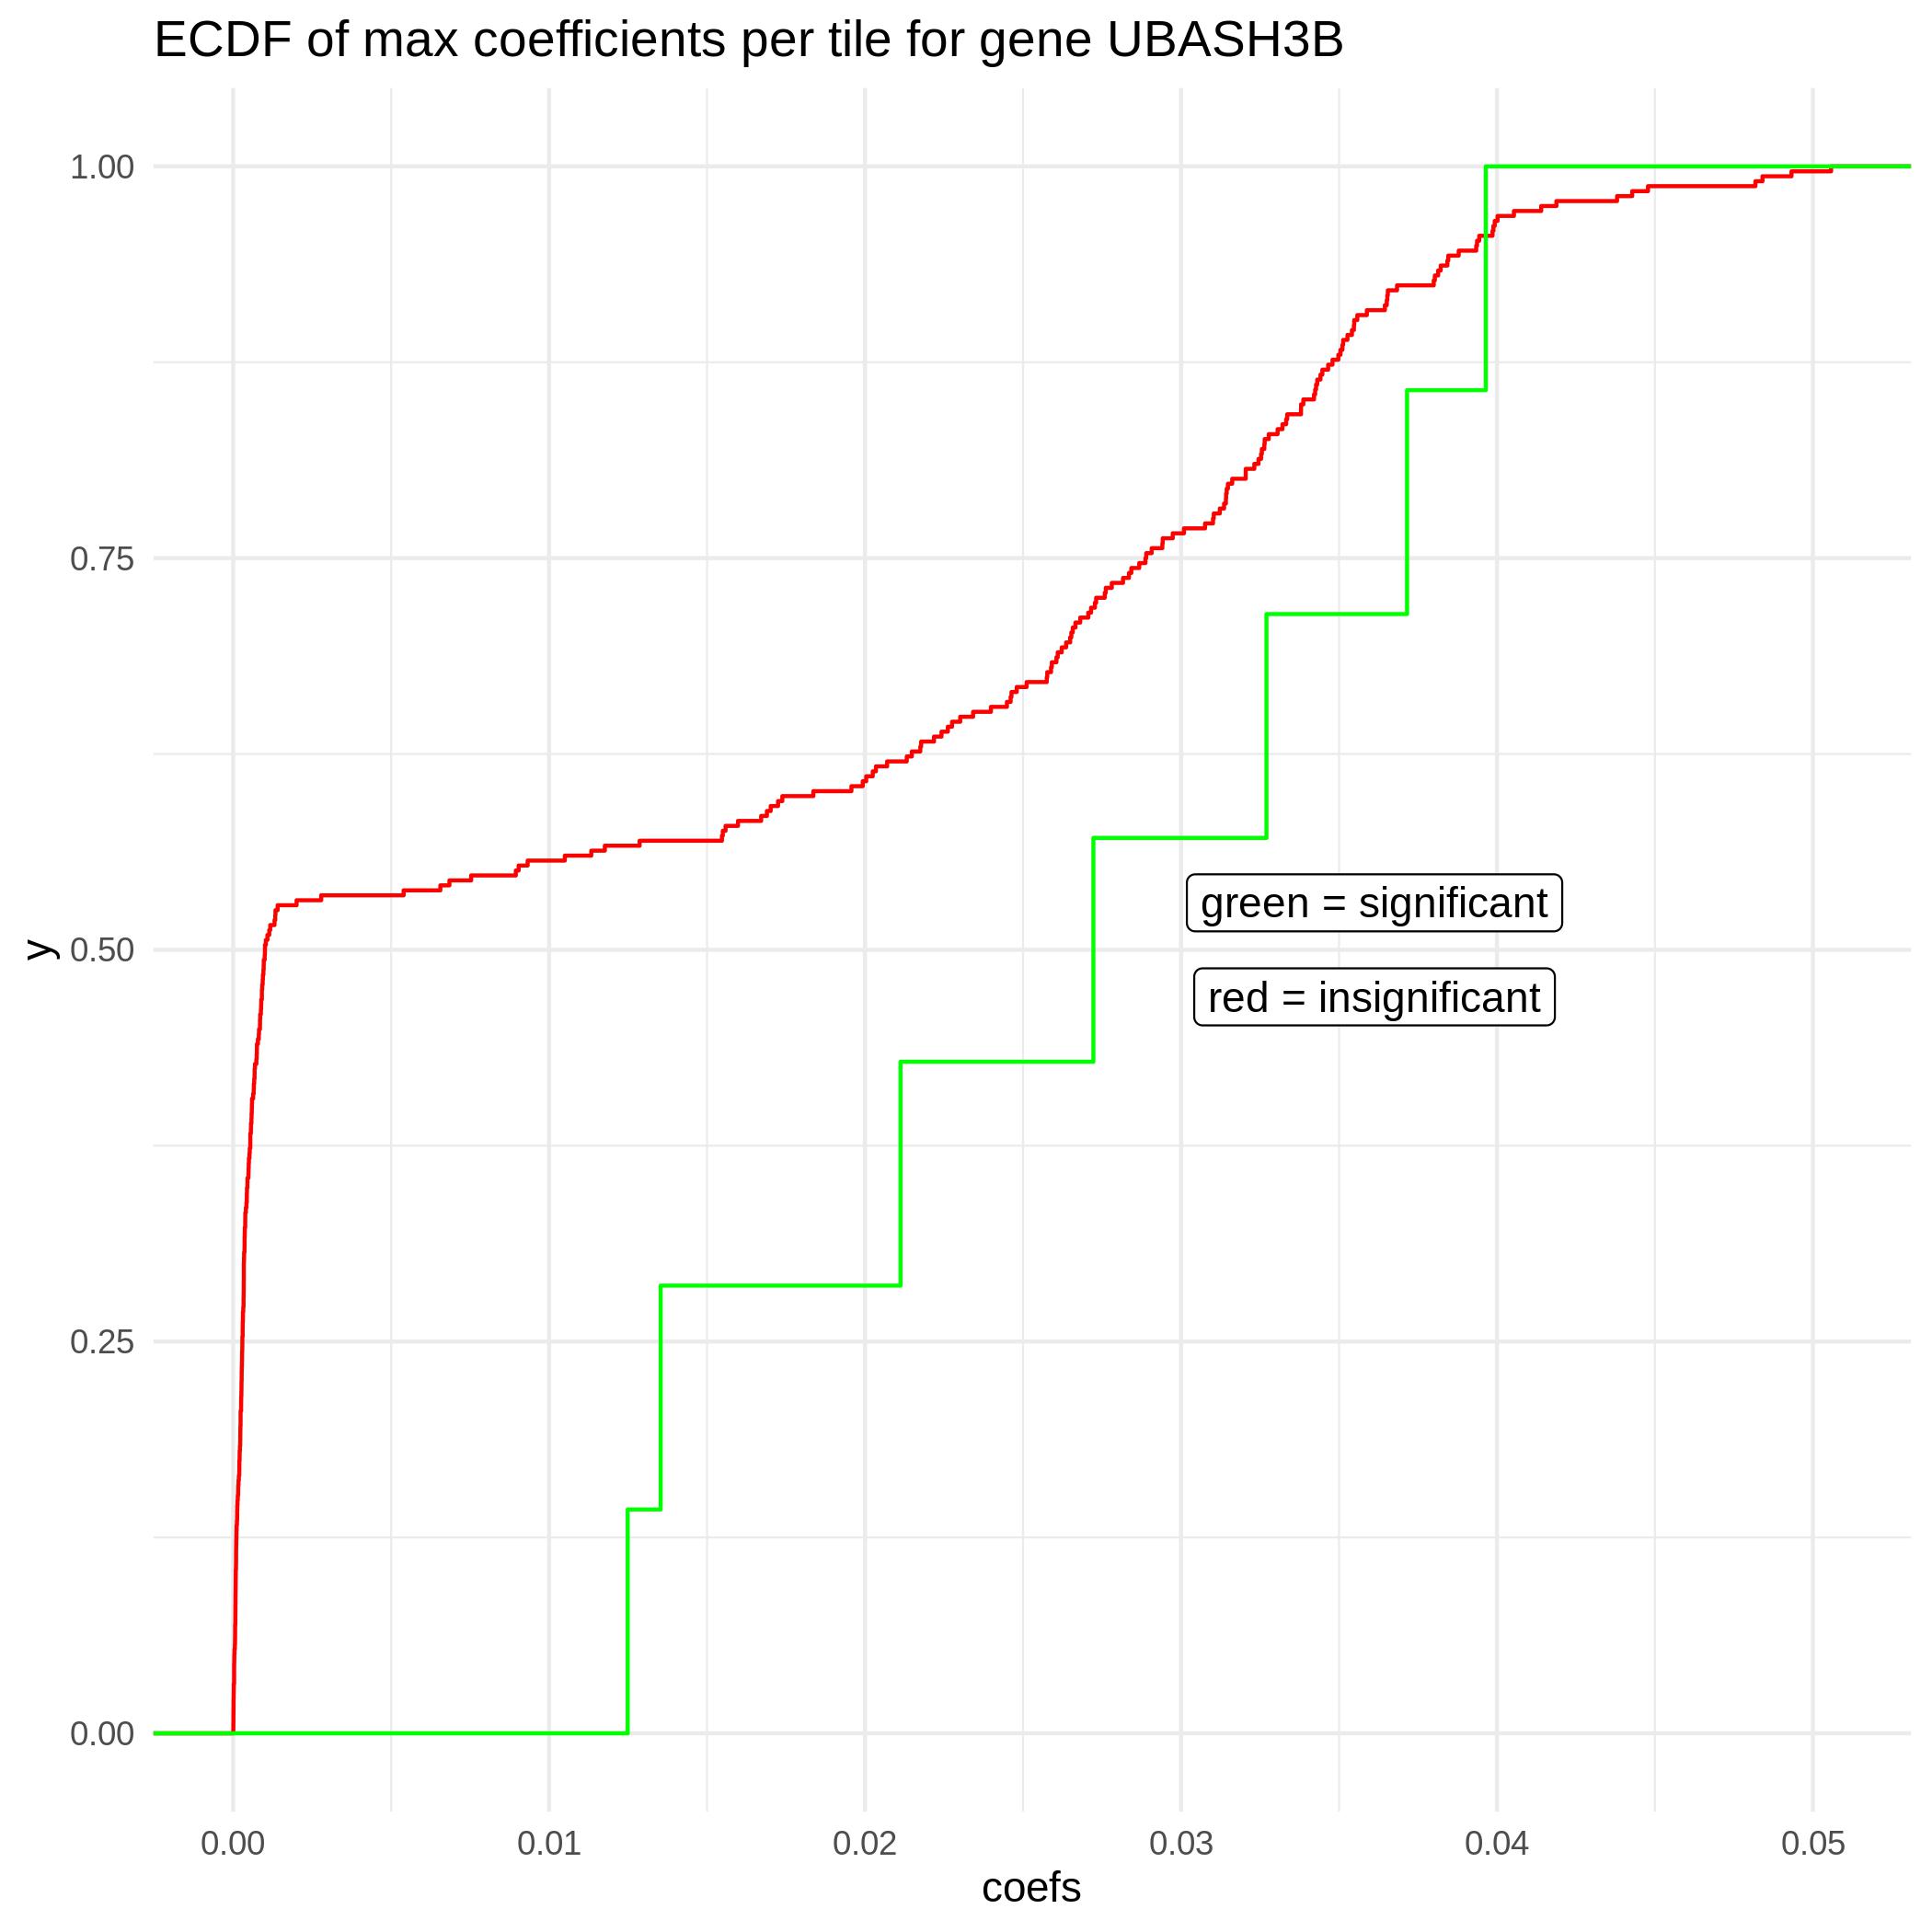 ECDF of max coefficients per tile for gene UBASH3B
1.00
0.75
0.50
0.25
0.00
y
green = significant
red = insignificant
0.00 0.01 0.02 0.03 0.04 0.05
coefs